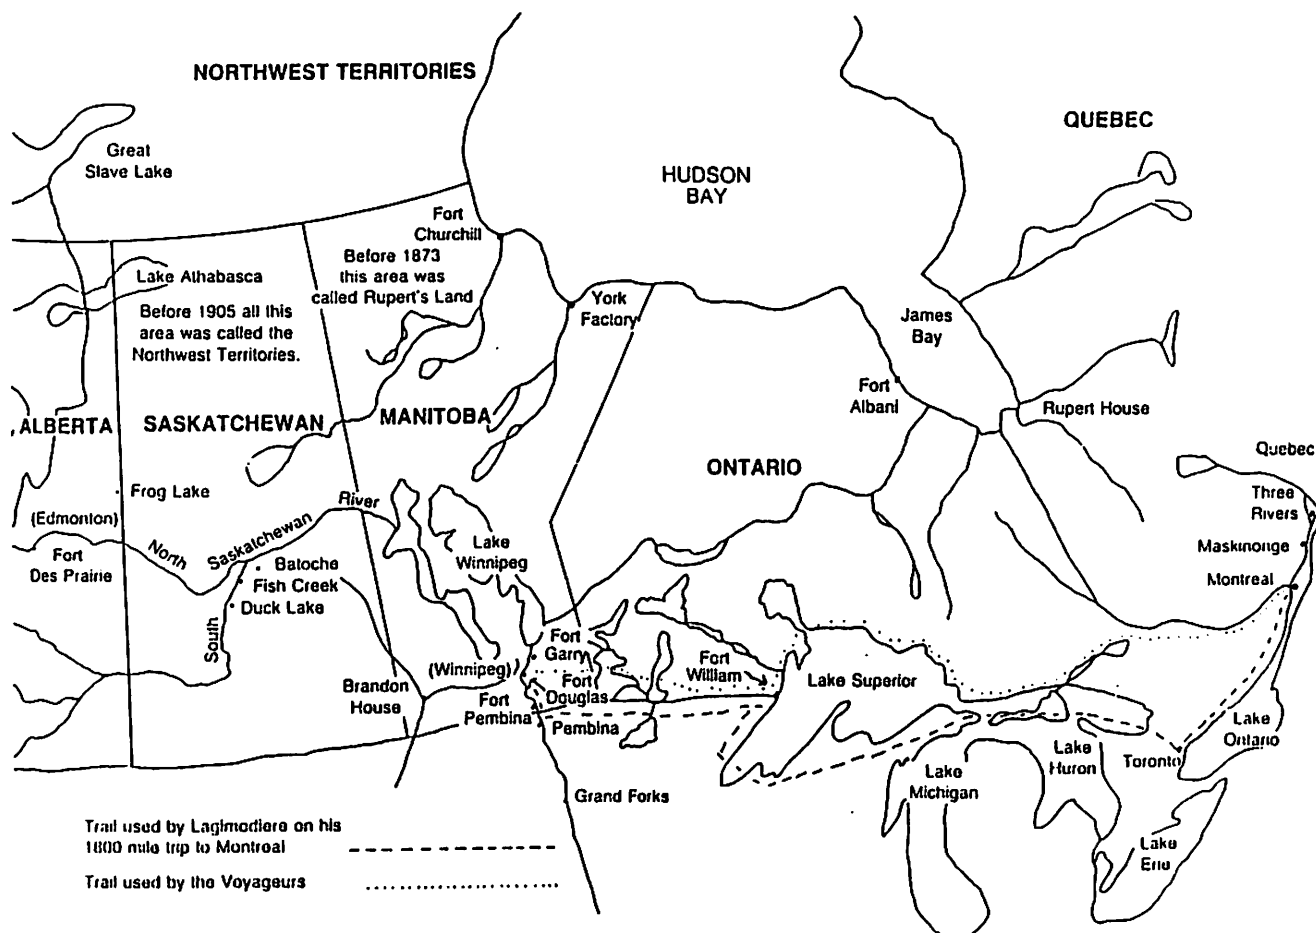 NORTHWEST TERRITORIES
QUEBEC
Great
Slave Lake
HUDSON
BAY
Fort
Churchill
Before 1873
this area was
called Rupert's Land
Lake Alhabasca
Before 1905 all this
area was called the
Northwest Territories.
York
Factory
James
Bay
Fort
Albani
Rupert House
ALBERTA
SASKATCHEWAN
MANITOBA
ONTARIO
Quebec
Frog Lake
Three
Rivers
(Edmonton)
North
Saskatchewan
River
Fort
Des Prairie
Lake
Winnipeg
Maskinonge
Batoche
Fish Creek
Duck Lake
Montreal
South
Fort
Garry
(Winnipeg)
Fort
William
Brandon
House
Fort
Pembina
Fort
Douglas
Lake Superior
Pembina
Lake
Ontario
Toronto
Lake
Huron
Lake
Michigan
Grand Forks
Lake
Erie
Trail used by Lagimodiere on his
1800 mile trip to Montreal
Trail used by the Voyageurs